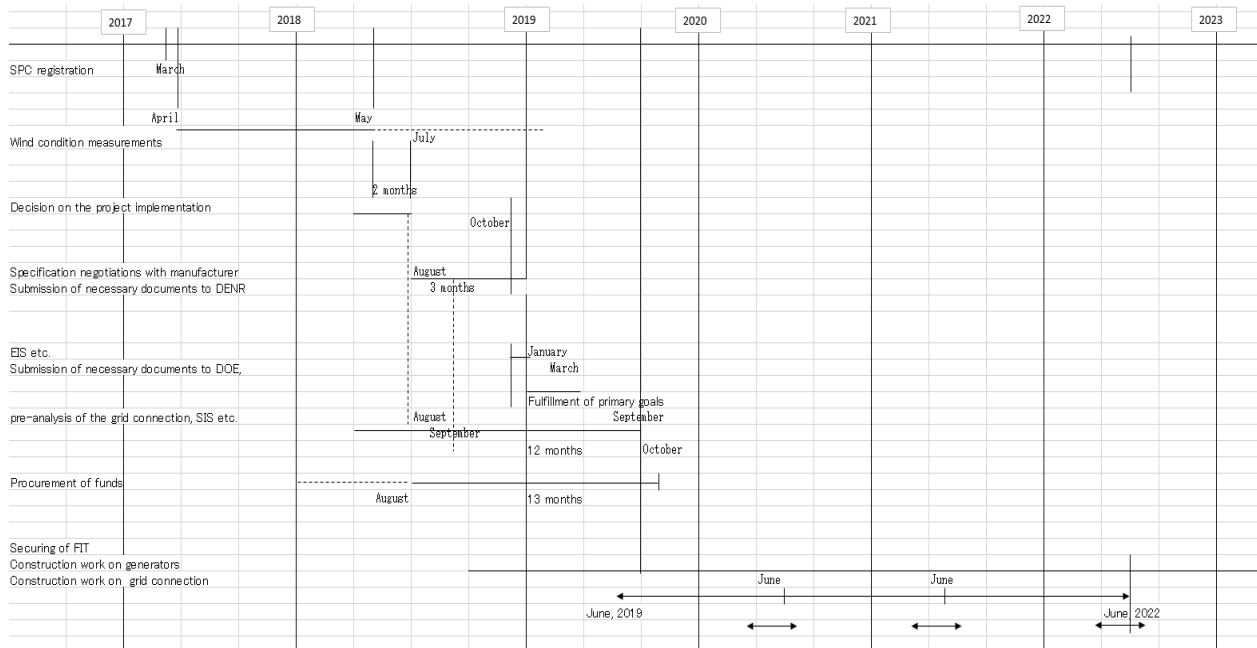 2017 2018 2019 2020 2021 2022 2023
SPC registration
March
April May
Wind condition measurements
July
2 months
Decision on the project implementation
October
Specification negotiations with manufacturer
August
Submission of necessary documents to DENR
3 months
EIS etc.
January
Submission of necessary documents to DOE,
March
Fulfillment of primary goals
pre-analysis of the grid connection, SIS etc.
August September
September
12 months October
Procurement of funds
August 13 months
Securing of FIT
Construction work on generators
Construction work on grid connection
June June
June, 2019 June, 2022